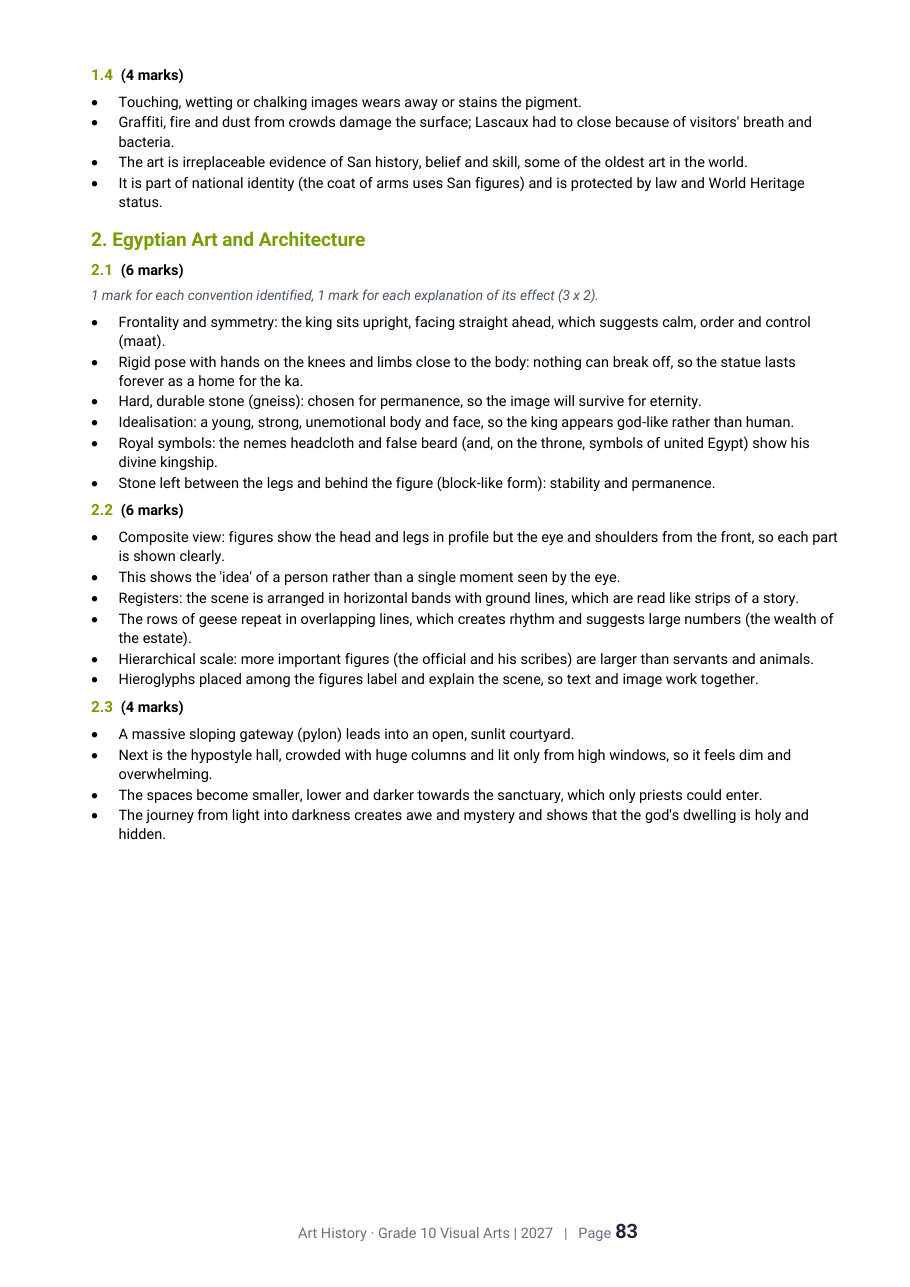 1.4 (4 marks)
• Touching, wetting or chalking images wears away or stains the pigment.
• Graffiti, fire and dust from crowds damage the surface; Lascaux had to close because of visitors' breath and
bacteria.
• The art is irreplaceable evidence of San history, belief and skill, some of the oldest art in the world.
• It is part of national identity (the coat of arms uses San figures) and is protected by law and World Heritage
status.
2. Egyptian Art and Architecture
2.1 (6 marks)
1 mark for each convention identified, 1 mark for each explanation of its effect (3 x 2).
• Frontality and symmetry: the king sits upright, facing straight ahead, which suggests calm, order and control
(maat).
• Rigid pose with hands on the knees and limbs close to the body: nothing can break off, so the statue lasts
forever as a home for the ka.
• Hard, durable stone (gneiss): chosen for permanence, so the image will survive for eternity.
• Idealisation: a young, strong, unemotional body and face, so the king appears god-like rather than human.
• Royal symbols: the nemes headcloth and false beard (and, on the throne, symbols of united Egypt) show his
divine kingship.
• Stone left between the legs and behind the figure (block-like form): stability and permanence.
2.2 (6 marks)
• Composite view: figures show the head and legs in profile but the eye and shoulders from the front, so each part
is shown clearly.
• This shows the 'idea' of a person rather than a single moment seen by the eye.
• Registers: the scene is arranged in horizontal bands with ground lines, which are read like strips of a story.
• The rows of geese repeat in overlapping lines, which creates rhythm and suggests large numbers (the wealth of
the estate).
• Hierarchical scale: more important figures (the official and his scribes) are larger than servants and animals.
• Hieroglyphs placed among the figures label and explain the scene, so text and image work together.
2.3 (4 marks)
• A massive sloping gateway (pylon) leads into an open, sunlit courtyard.
• Next is the hypostyle hall, crowded with huge columns and lit only from high windows, so it feels dim and
overwhelming.
• The spaces become smaller, lower and darker towards the sanctuary, which only priests could enter.
• The journey from light into darkness creates awe and mystery and shows that the god's dwelling is holy and
hidden.
Art History · Grade 10 Visual Arts | 2027 | Page 83